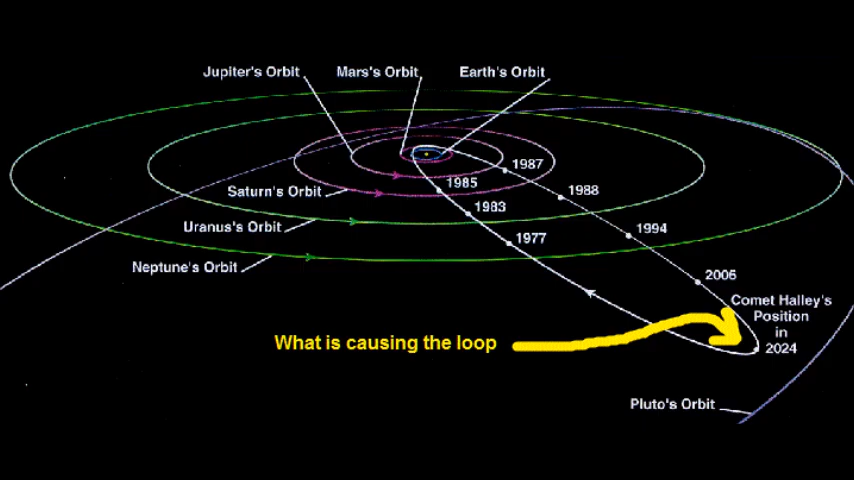 Jupiter's Orbit
Mars's Orbit
Earth's Orbit
1987
1985
Saturn's Orbit
1988
1983
Uranus's Orbit
1994
1977
Neptune's Orbit
2005
Comet Halley's
Position
in
2024
What is causing the loop
Pluto's Orbit